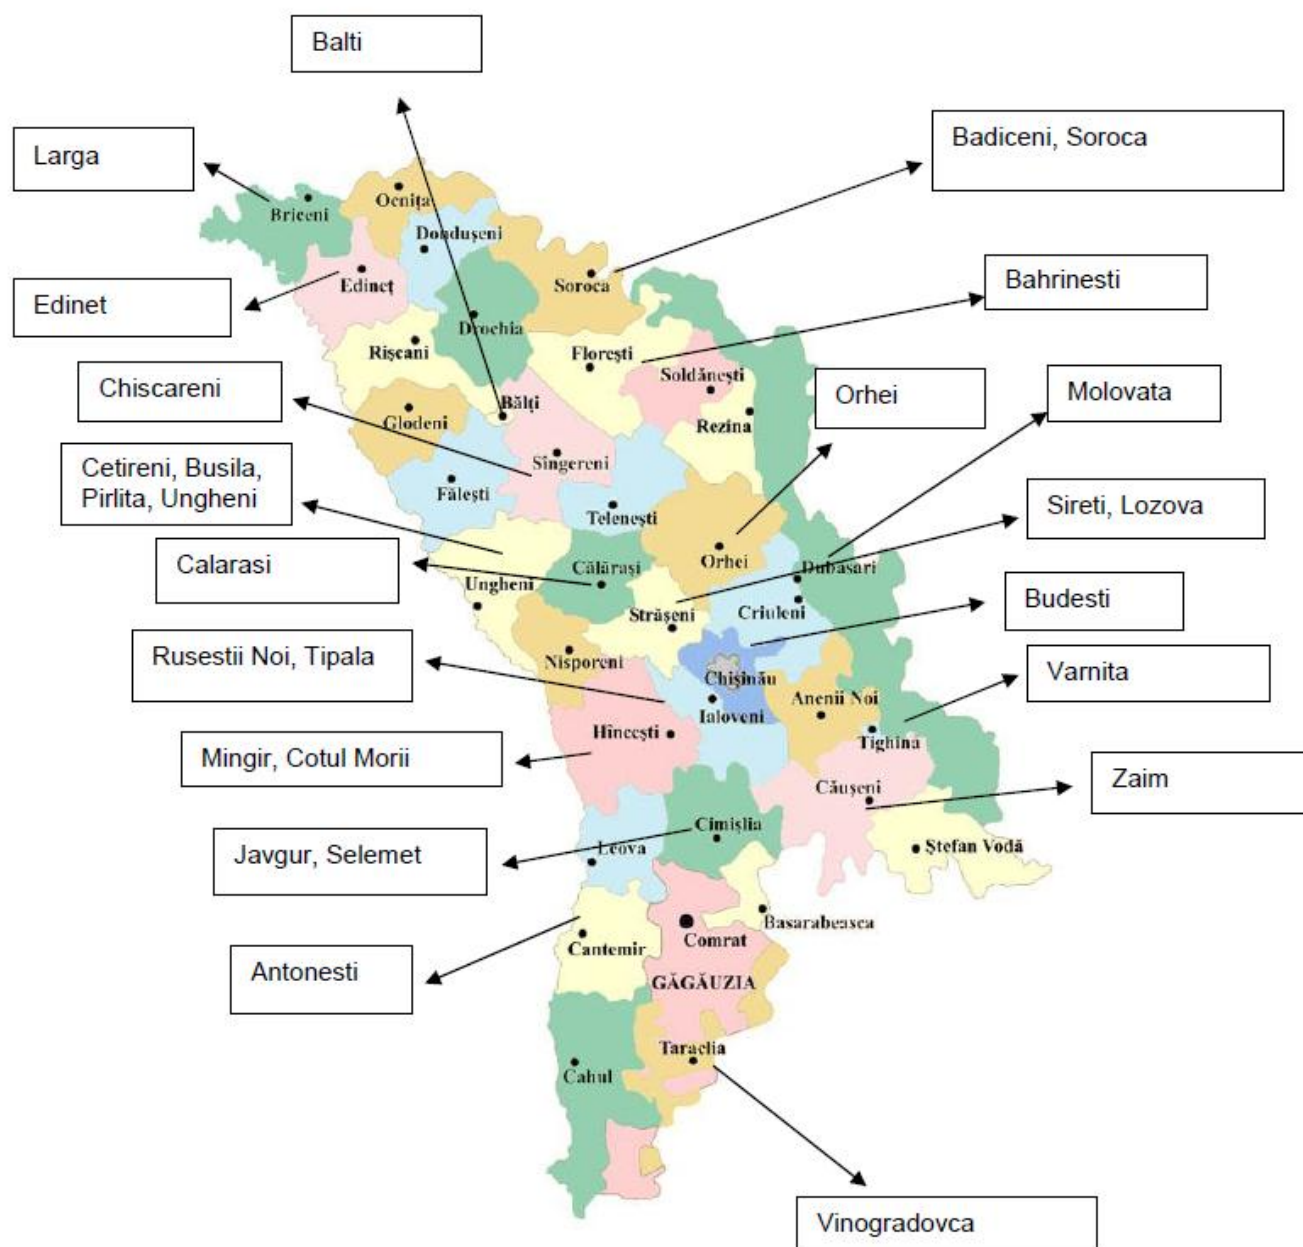 Balti
Larga
Badiceni, Soroca
Edinet
Bahrinesti
Chiscareni
Orhei
Molovata
Cetireni, Busila,
Pirlita, Ungheni
Sireti, Lozova
Calarasi
Budesti
Rusestii Noi, Tipala
Varnita
Mingir, Cotul Morii
Zaim
Javgur, Selemet
Antonesti
Vinogradovca
Briceni
Ocnița
Dondușeni
Edineț
Soroca
Drochia
Rîșcani
Florești
Soldănești
Bălți
Glodeni
Rezina
Sîngereni
Fălești
Telenești
Orhei
Dubăsari
Călărași
Ungheni
Strășeni
Criuleni
Nisporeni
Chișinău
Ialoveni
Anenii Noi
Hîncești
Tighina
Căușeni
Cimișlia
Ștefan Vodă
Leova
Basarabeasca
Comrat
Cantemir
GĂGĂUZIA
Taraclia
Cahul